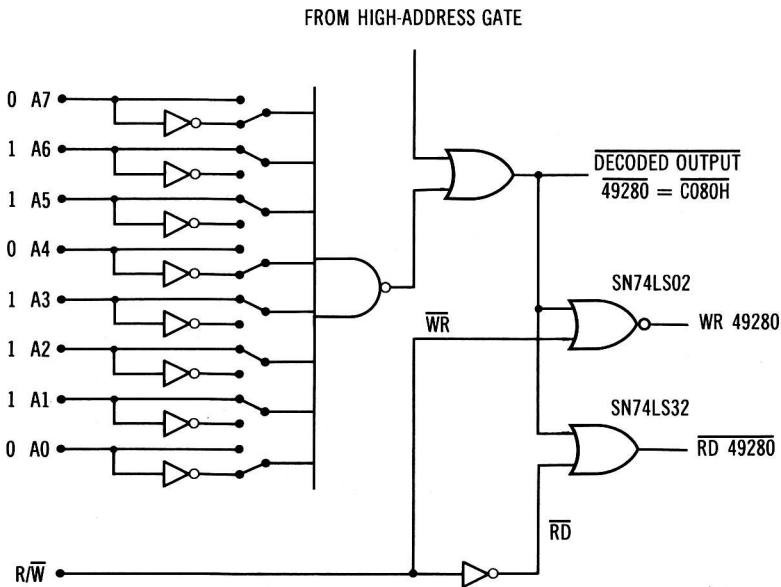 FROM HIGH-ADDRESS GATE
0 A7
1 A6
1 A5
0 A4
1 A3
1 A2
1 A1
0 A0
R/W̅
DECODED OUTPUT
49280 = C080H
SN74LS02
WR
WR 49280
SN74LS32
RD 49280
RD